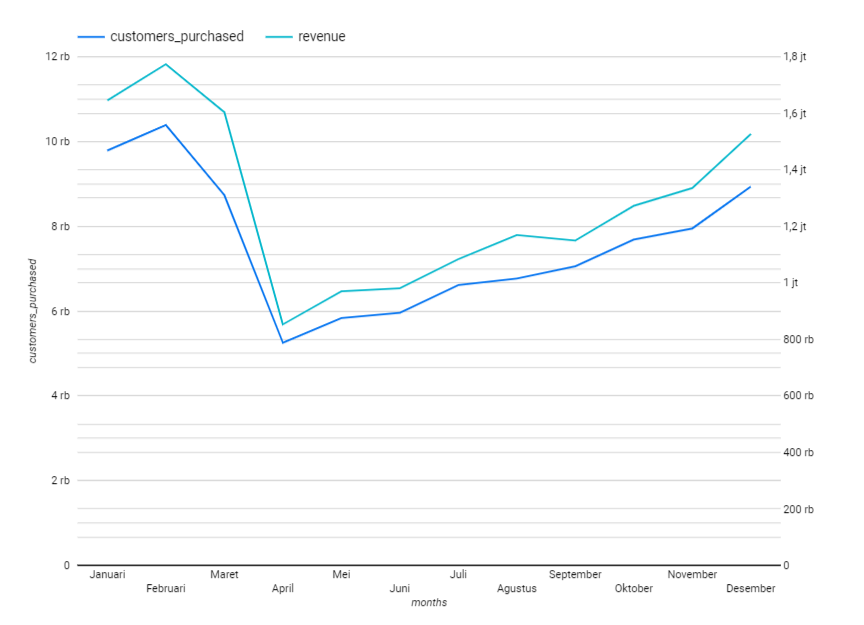 customers_purchased revenue
12 rb
10 rb
8 rb
6 rb
4 rb
2 rb
0
customers_purchased
1,8 jt
1,6 jt
1,4 jt
1,2 jt
1 jt
800 rb
600 rb
400 rb
200 rb
0
Januari Maret Mei Juli September November
Februari April Juni Agustus Oktober Desember
months